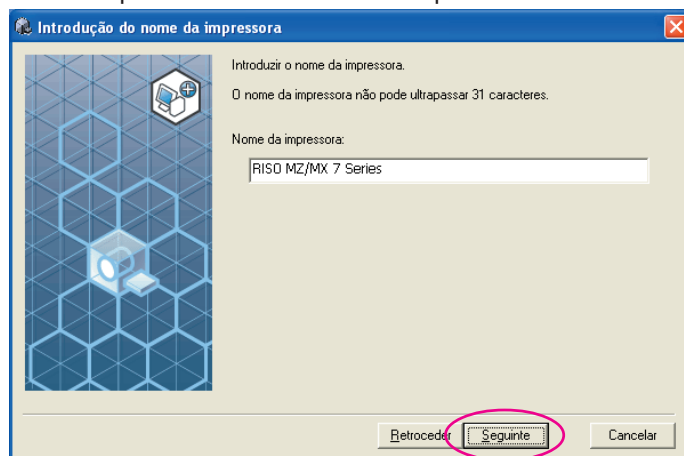 Introdução do nome da impressora
Introduzir o nome da impressora.
O nome da impressora não pode ultrapassar 31 caracteres.
Nome da impressora:
RISO MZ/MX 7 Series
Retroceder Seguinte Cancelar